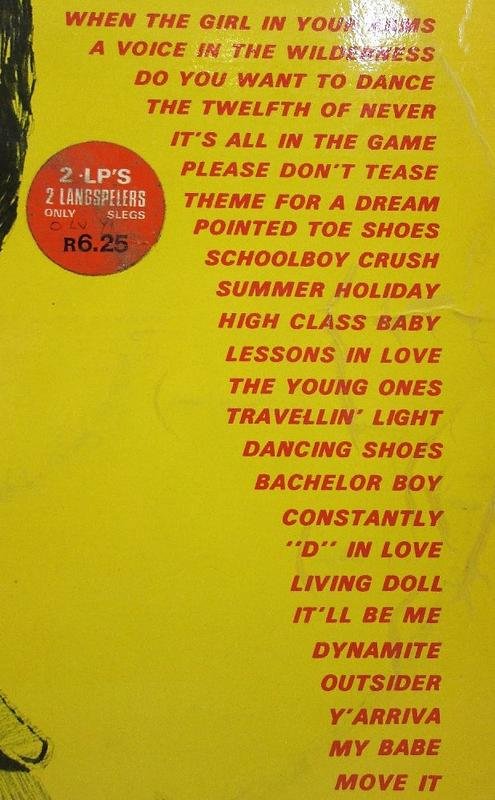 WHEN THE GIRL IN YOUR ARMS
A VOICE IN THE WILDERNESS
DO YOU WANT TO DANCE
THE TWELFTH OF NEVER
IT'S ALL IN THE GAME
PLEASE DON'T TEASE
THEME FOR A DREAM
POINTED TOE SHOES
SCHOOLBOY CRUSH
SUMMER HOLIDAY
HIGH CLASS BABY
LESSONS IN LOVE
THE YOUNG ONES
TRAVELLIN' LIGHT
DANCING SHOES
BACHELOR BOY
CONSTANTLY
"D" IN LOVE
LIVING DOLL
IT'LL BE ME
DYNAMITE
OUTSIDER
Y'ARRIVA
MY BABE
MOVE IT
2 ·LP'S
2 LANGSPELERS
ONLY SLEGS
R6.25